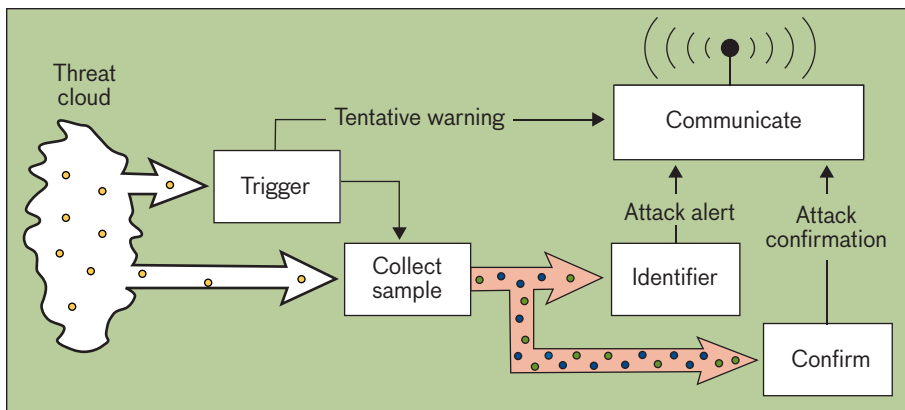 Threat
cloud
Tentative warning
Communicate
Trigger
Attack alert
Attack
confirmation
Collect
sample
Identifier
Confirm